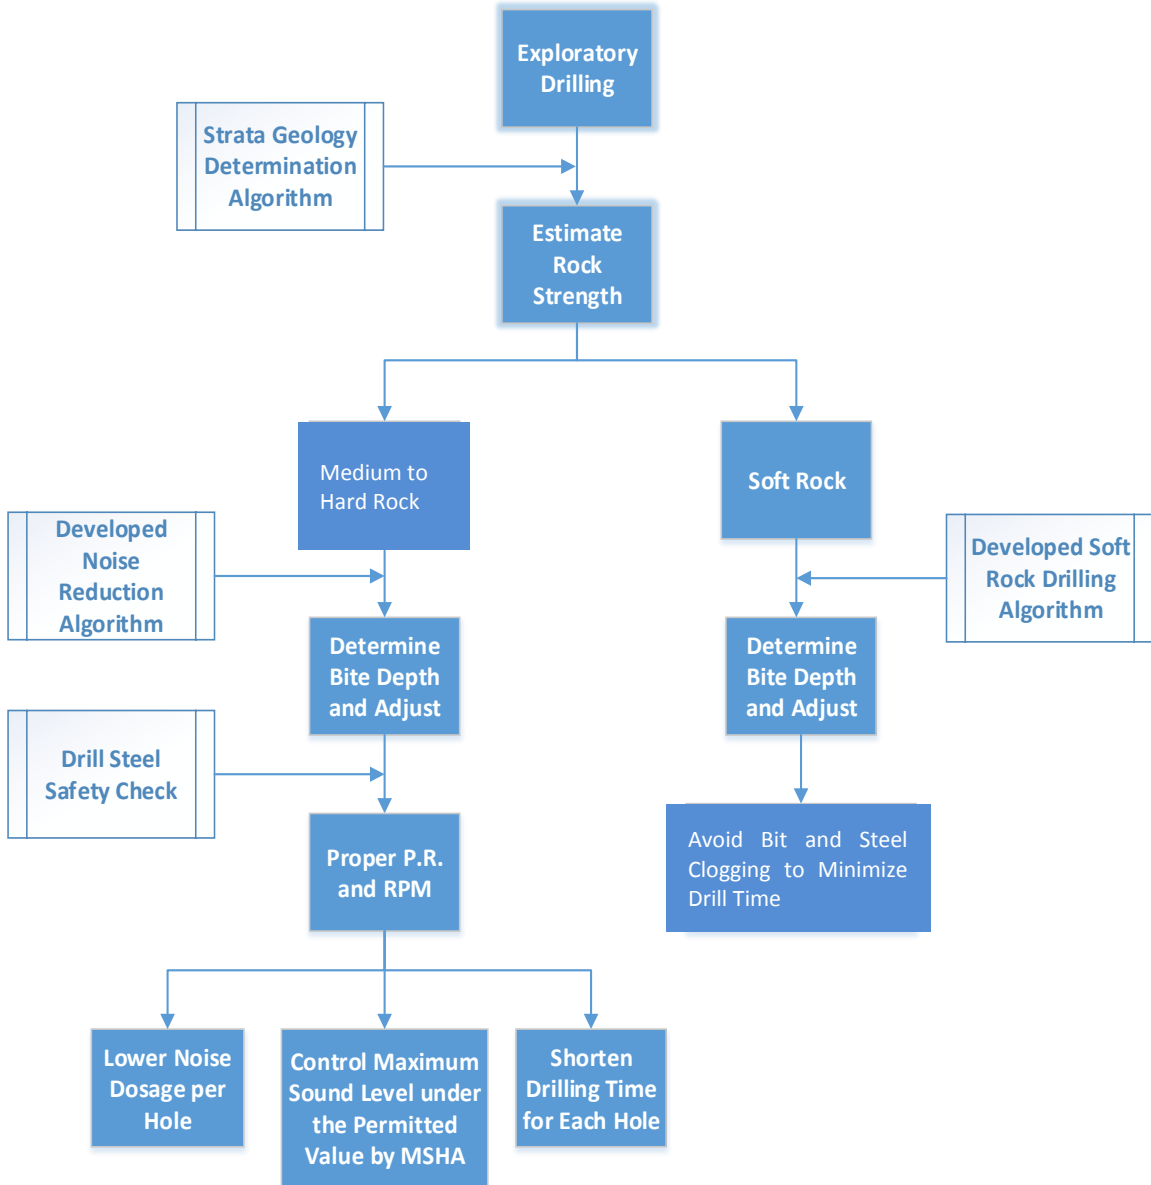 Exploratory
Drilling
Strata Geology
Determination
Algorithm
Estimate
Rock
Strength
Medium to
Hard Rock
Soft Rock
Developed
Noise
Reduction
Algorithm
Developed Soft
Rock Drilling
Algorithm
Determine
Bite Depth
and Adjust
Determine
Bite Depth
and Adjust
Drill Steel
Safety Check
Proper P.R.
and RPM
Avoid Bit and Steel
Clogging to Minimize
Drill Time
Lower Noise
Dosage per
Hole
Control Maximum
Sound Level under
the Permitted
Value by MSHA
Shorten
Drilling Time
for Each Hole